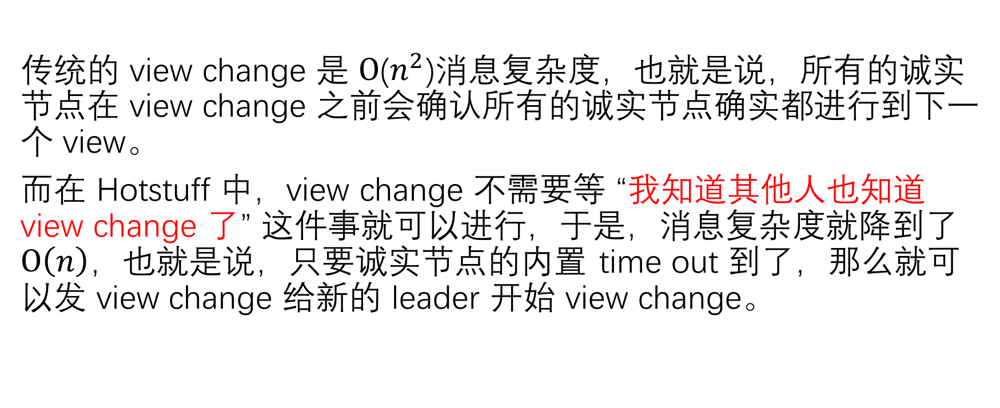 传统的 view change 是 O(n²)消息复杂度，也就是说，所有的诚实
节点在 view change 之前会确认所有的诚实节点确实都进行到下一
个 view。
而在 Hotstuff 中，view change 不需要等 “我知道其他人也知道
view change 了” 这件事就可以进行，于是，消息复杂度就降到了
O(n)，也就是说，只要诚实节点的内置 time out 到了，那么就可
以发 view change 给新的 leader 开始 view change。